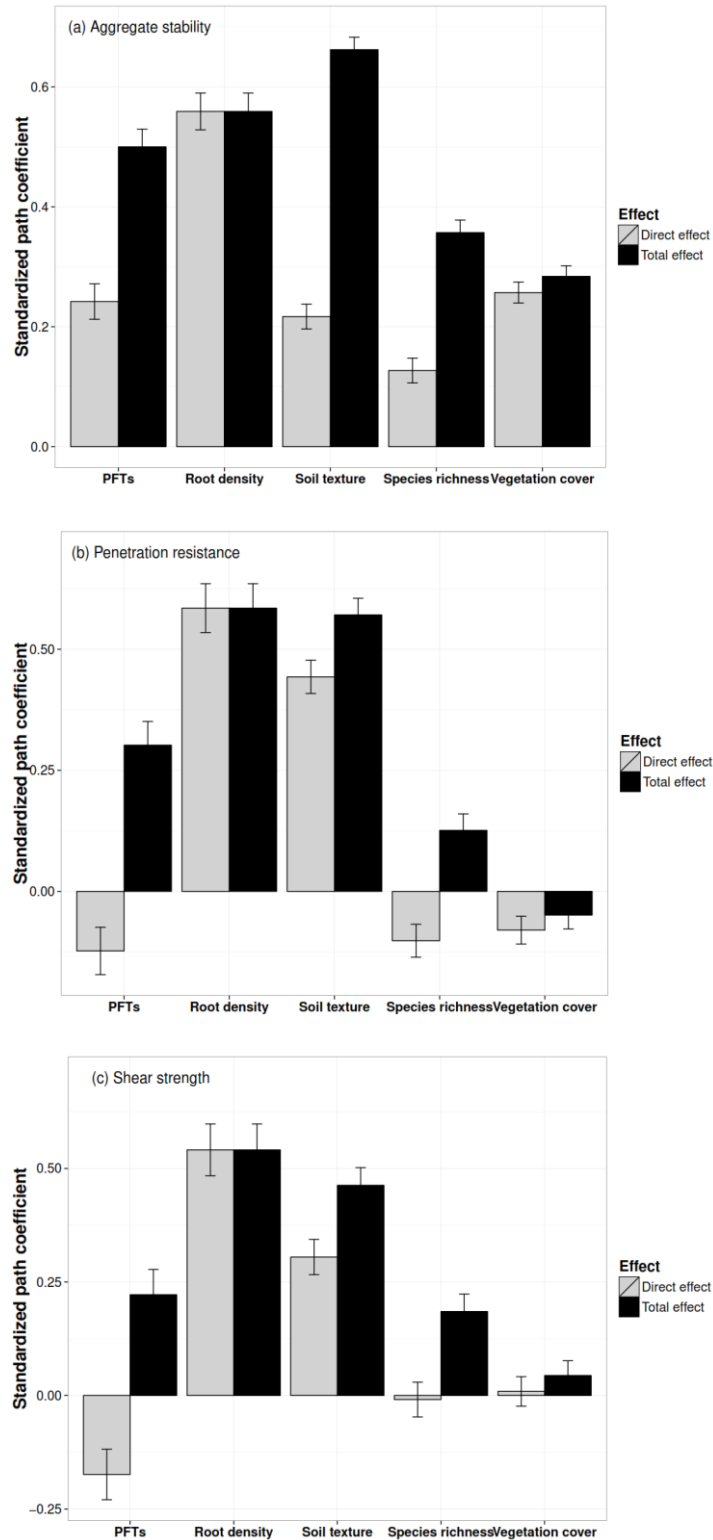 (a) Aggregate stability
Standardized path coefficient
0.6
0.4
0.2
0.0
PFTs Root density Soil texture Species richness Vegetation cover
Effect
Direct effect
Total effect
(b) Penetration resistance
Standardized path coefficient
0.50
0.25
0.00
PFTs Root density Soil texture Species richness Vegetation cover
Effect
Direct effect
Total effect
(c) Shear strength
Standardized path coefficient
0.50
0.25
0.00
−0.25
PFTs Root density Soil texture Species richness Vegetation cover
Effect
Direct effect
Total effect